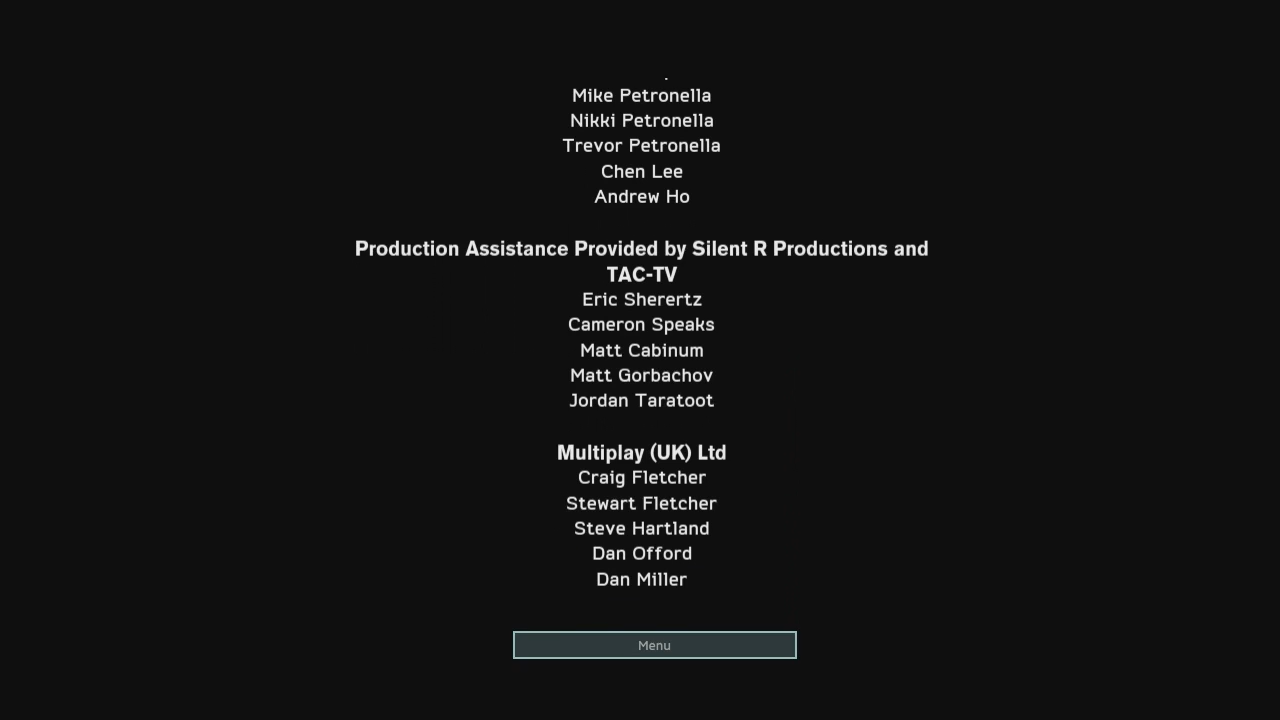 Mike Petronella
Nikki Petronella
Trevor Petronella
Chen Lee
Andrew Ho
Production Assistance Provided by Silent R Productions and
TAC-TV
Eric Sherertz
Cameron Speaks
Matt Cabinum
Matt Gorbachov
Jordan Taratoot
Multiplay (UK) Ltd
Craig Fletcher
Stewart Fletcher
Steve Hartland
Dan Offord
Dan Miller
Menu